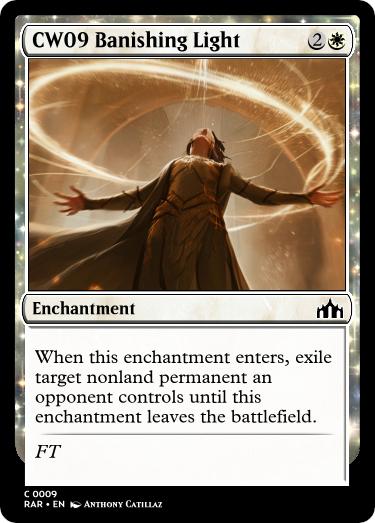 CW09 Banishing Light 2
Enchantment
When this enchantment enters, exile
target nonland permanent an
opponent controls until this
enchantment leaves the battlefield.
FT
C 0009
RAR • EN Anthony Catillaz